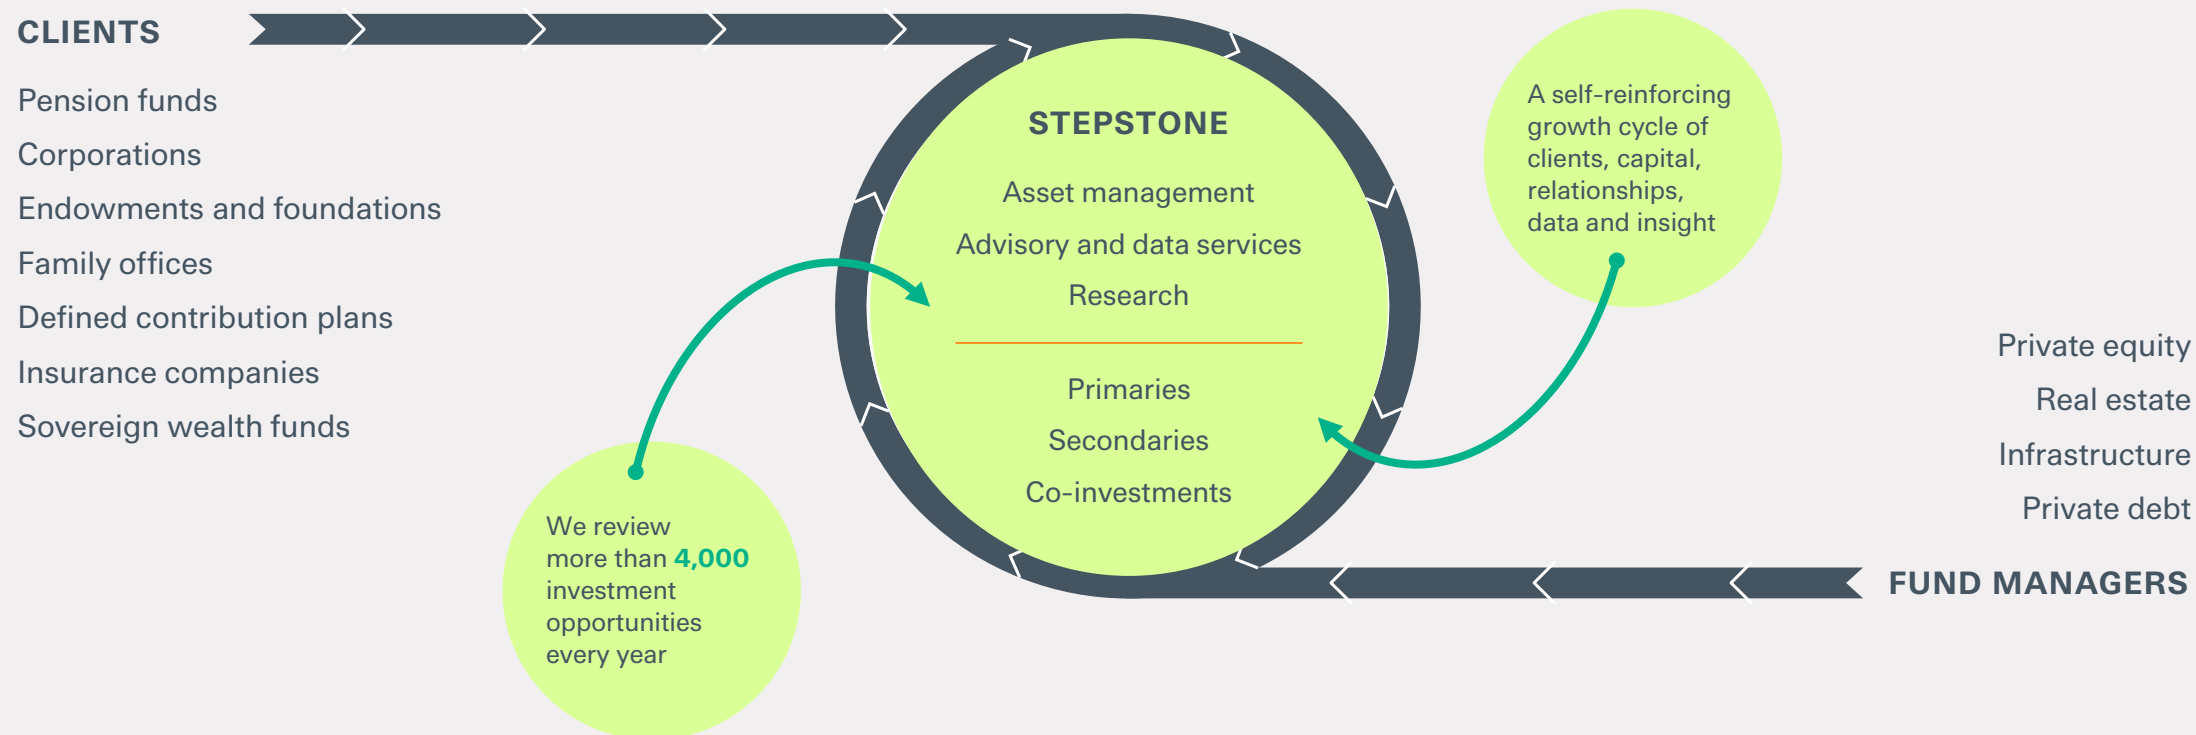 CLIENTS
Pension funds
Corporations
Endowments and foundations
Family offices
Defined contribution plans
Insurance companies
Sovereign wealth funds
We review
more than 4,000
investment
opportunities
every year
STEPSTONE
Asset management
Advisory and data services
Research
Primaries
Secondaries
Co-investments
A self-reinforcing
growth cycle of
clients, capital,
relationships,
data and insight
Private equity
Real estate
Infrastructure
Private debt
FUND MANAGERS